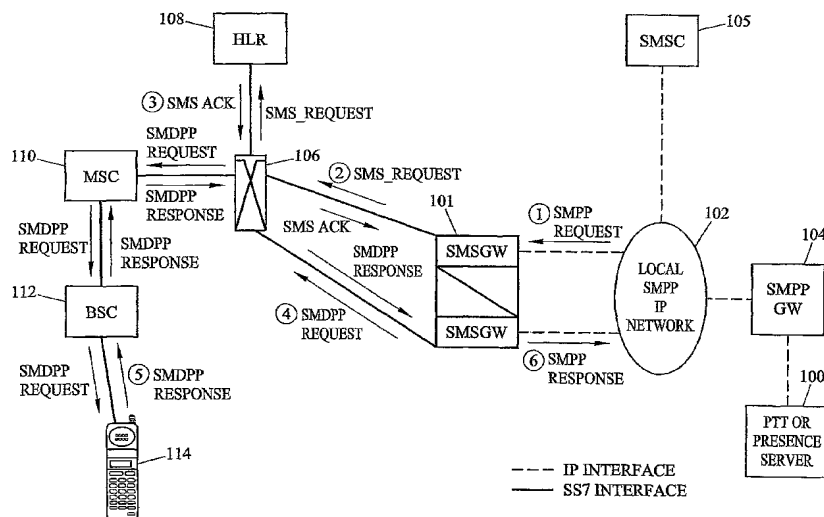 108
HLR
105
SMSC
③ SMS ACK
SMS_REQUEST
SMDPP
REQUEST
106
110
MSC
SMDPP
RESPONSE
② SMS_REQUEST
SMS ACK
101
SMSGW
SMSGW
① SMPP
REQUEST
102
LOCAL
SMPP
IP
NETWORK
104
SMPP
GW
SMDPP
REQUEST
SMDPP
RESPONSE
SMDPP
RESPONSE
④ SMDPP
REQUEST
⑥ SMPP
RESPONSE
112
BSC
100
PTT OR
PRESENCE
SERVER
SMDPP
REQUEST
⑤ SMDPP
RESPONSE
114
IP INTERFACE
SS7 INTERFACE